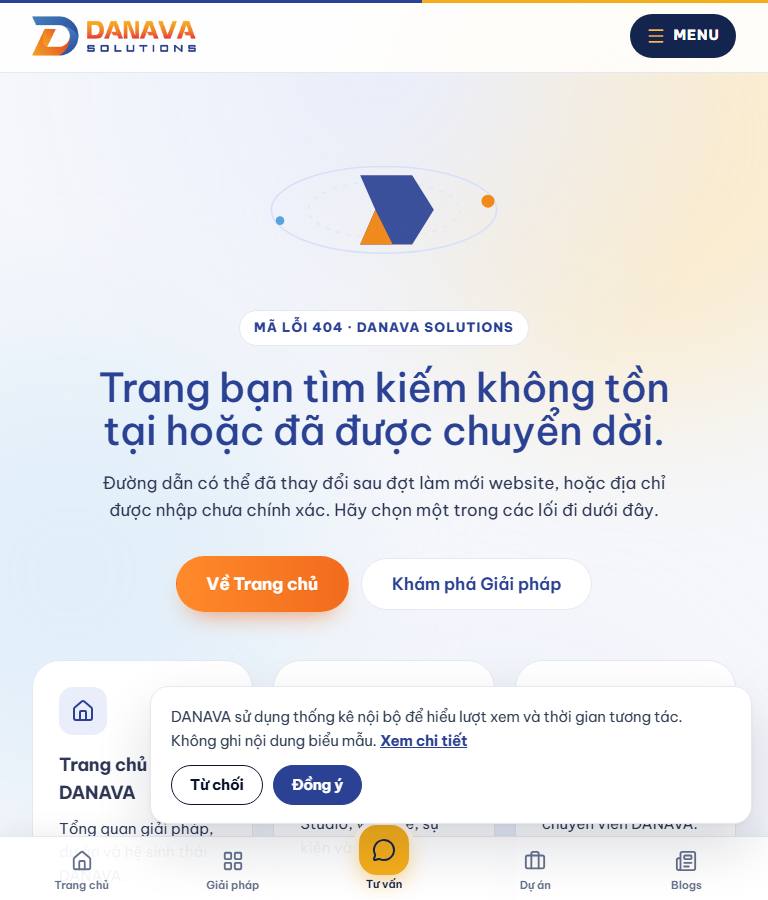 DANAVA
SOLUTIONS
MENU
MÃ LỖI 404 · DANAVA SOLUTIONS
Trang bạn tìm kiếm không tồn
tại hoặc đã được chuyển dời.
Đường dẫn có thể đã thay đổi sau đợt làm mới website, hoặc địa chỉ
được nhập chưa chính xác. Hãy chọn một trong các lối đi dưới đây.
Về Trang chủ
Khám phá Giải pháp
Trang chủ
DANAVA
Tổng quan giải pháp,
DANAVA sử dụng thống kê nội bộ để hiểu lượt xem và thời gian tương tác.
Không ghi nội dung biểu mẫu. Xem chi tiết
Từ chối
Đồng ý
Trang chủ
Giải pháp
Tư vấn
Dự án
Blogs